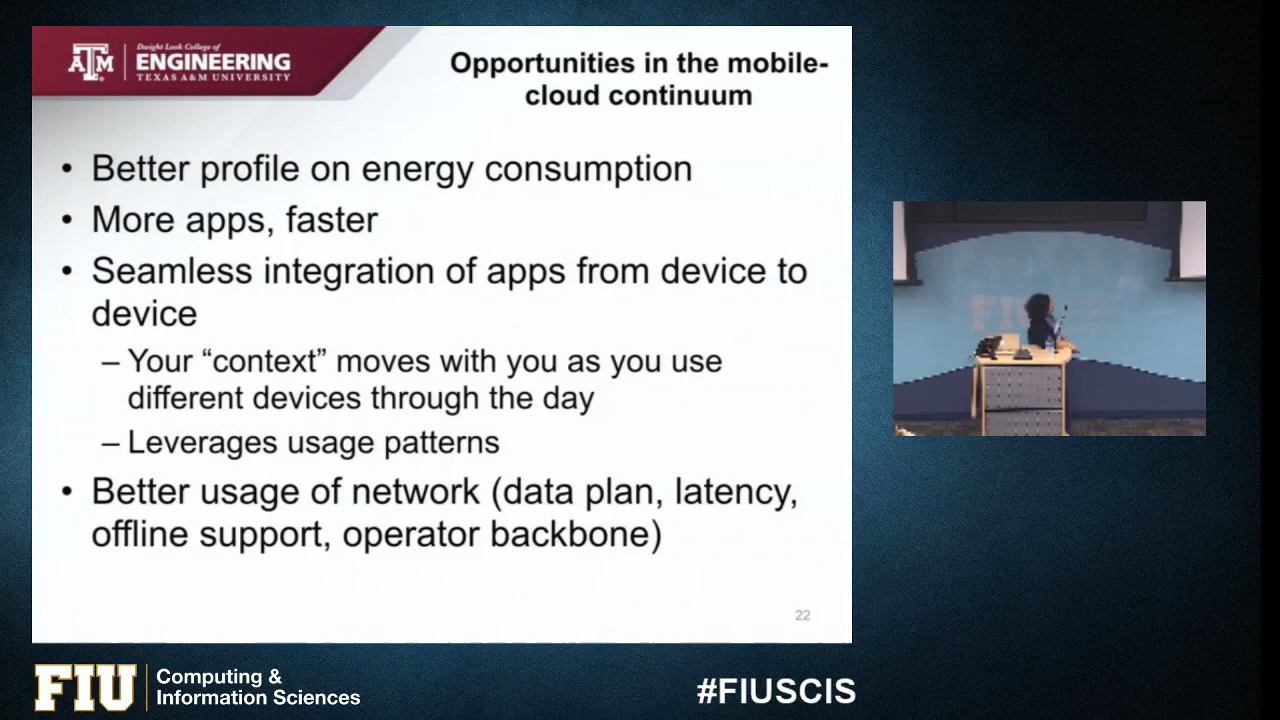 Dwight Look College of
ENGINEERING
TEXAS A&M UNIVERSITY
ATM
Opportunities in the mobile-
cloud continuum
• Better profile on energy consumption
• More apps, faster
• Seamless integration of apps from device to
device
– Your “context” moves with you as you use
different devices through the day
– Leverages usage patterns
• Better usage of network (data plan, latency,
offline support, operator backbone)
22
FIU
FIU
Computing &
Information Sciences
#FIUSCIS